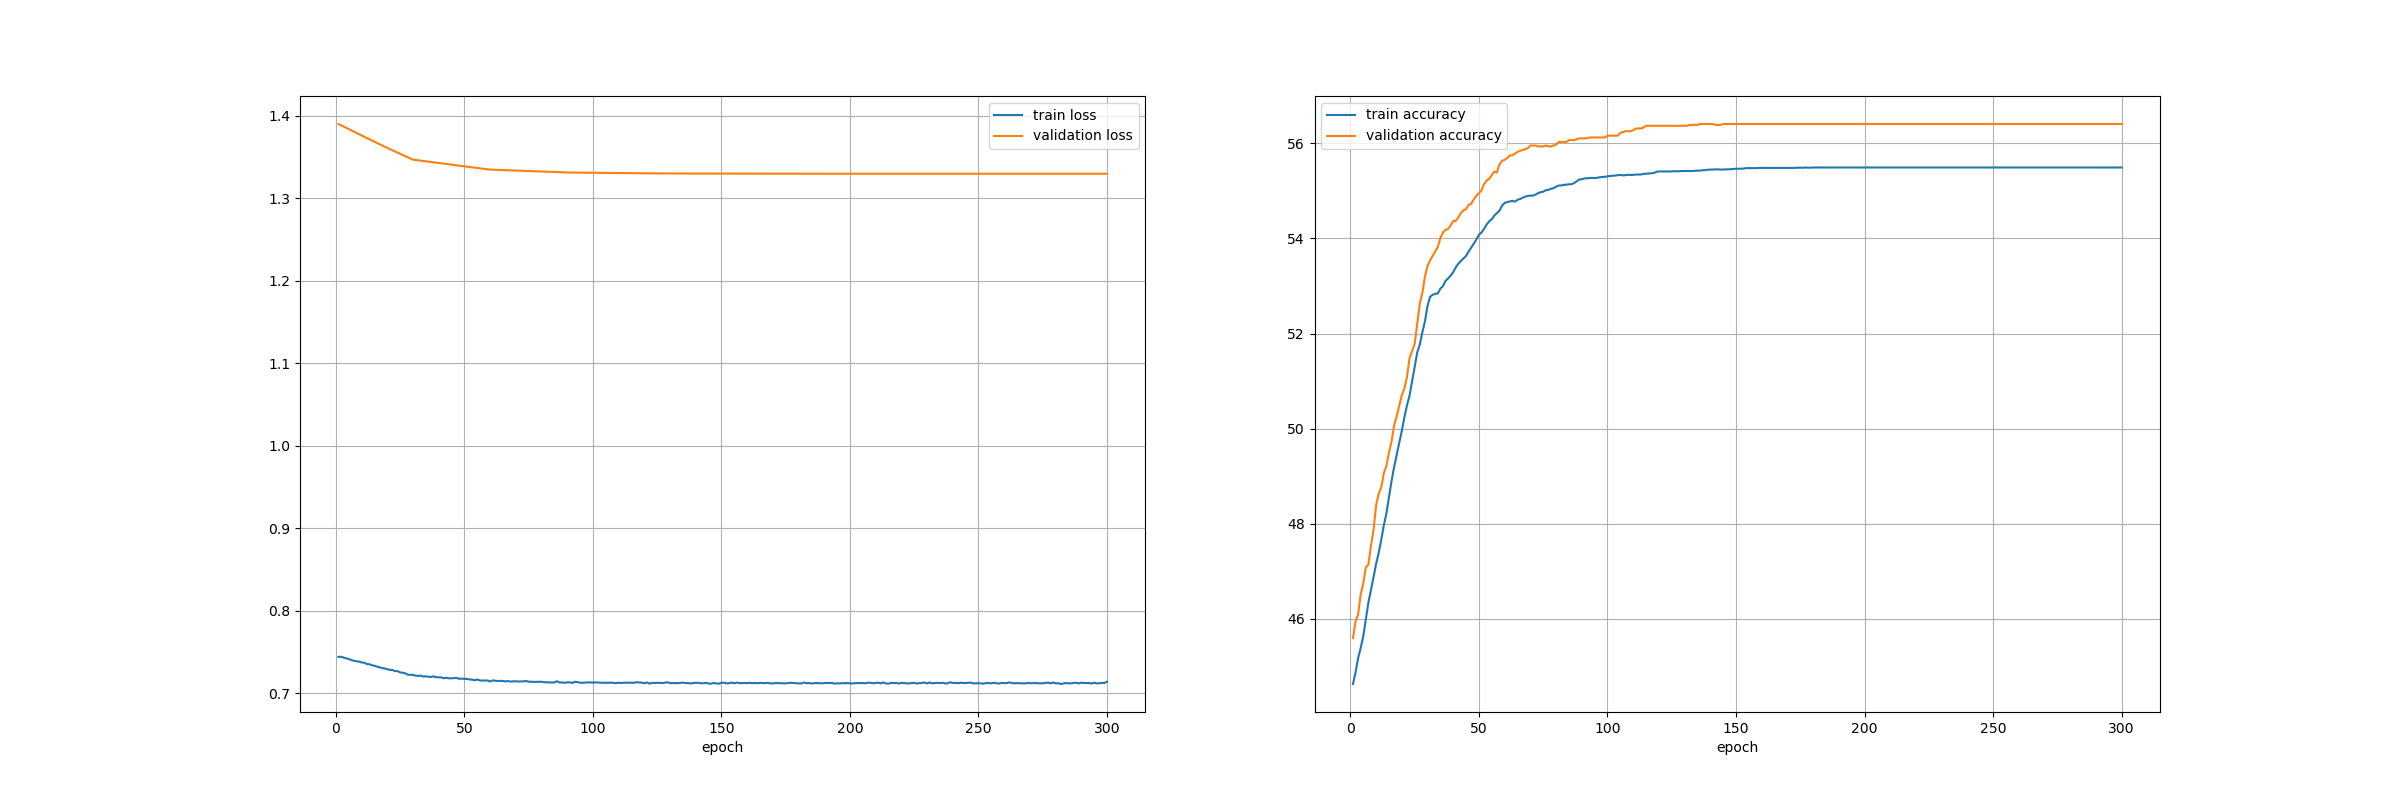 train loss
validation loss
1.4
1.3
1.2
1.1
1.0
0.9
0.8
0.7
0 50 100 150 200 250 300
epoch
train accuracy
validation accuracy
56
54
52
50
48
46
0 50 100 150 200 250 300
epoch